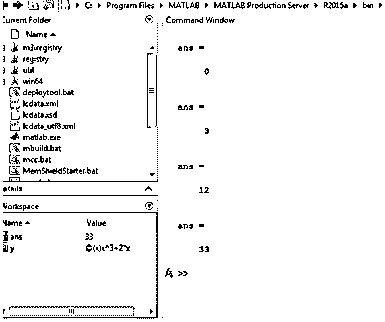 C: ▸ Program Files ▸ MATLAB ▸ MATLAB Production Server ▸ R2015a ▸ bin ▸
Current Folder
Name
m3iregistry
registry
util
win64
deploytool.bat
lcdata.xml
lcdata.xsd
lcdata_utf8.xml
matlab.exe
mbuild.bat
mcc.bat
MemShieldStarter.bat
Details
Workspace
Name
Value
ans
33
y
@(x)x^3+2*x
Command Window
ans =
0
ans =
3
ans =
12
ans =
33
fx >>